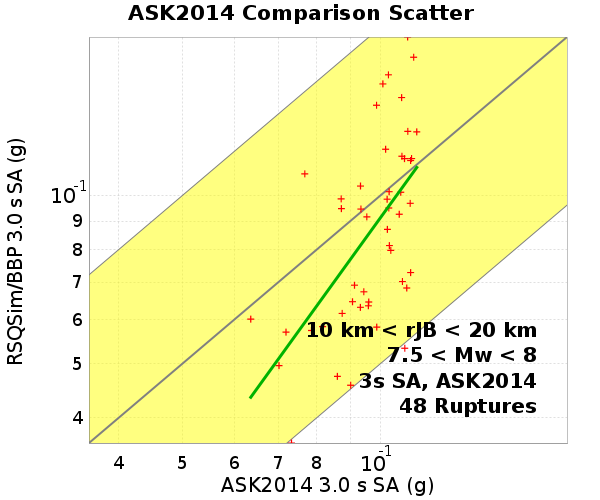 ASK2014 Comparison Scatter
RSQSim/BBP 3.0 s SA (g)
10⁻¹
9
8
7
6
5
4
10 km < rJB < 20 km
7.5 < Mw < 8
3s SA, ASK2014
48 Ruptures
4 5 6 7 8 10⁻¹
ASK2014 3.0 s SA (g)